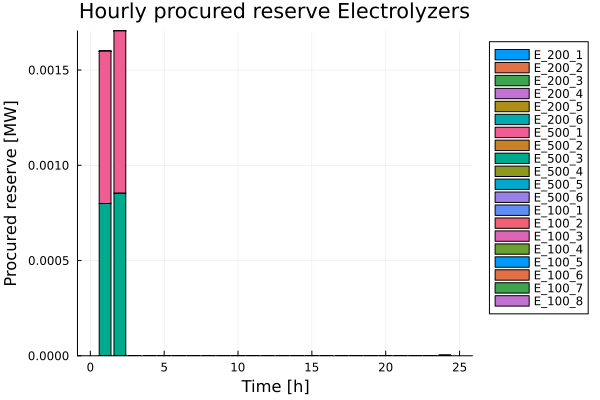 Hourly procured reserve Electrolyzers
Procured reserve [MW]
0.0015
0.0010
0.0005
0.0000
0 5 10 15 20 25
Time [h]
E_200_1
E_200_2
E_200_3
E_200_4
E_200_5
E_200_6
E_500_1
E_500_2
E_500_3
E_500_4
E_500_5
E_500_6
E_100_1
E_100_2
E_100_3
E_100_4
E_100_5
E_100_6
E_100_7
E_100_8